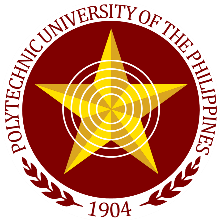 POLYTECHNIC UNIVERSITY OF THE PHILIPPINES
1904